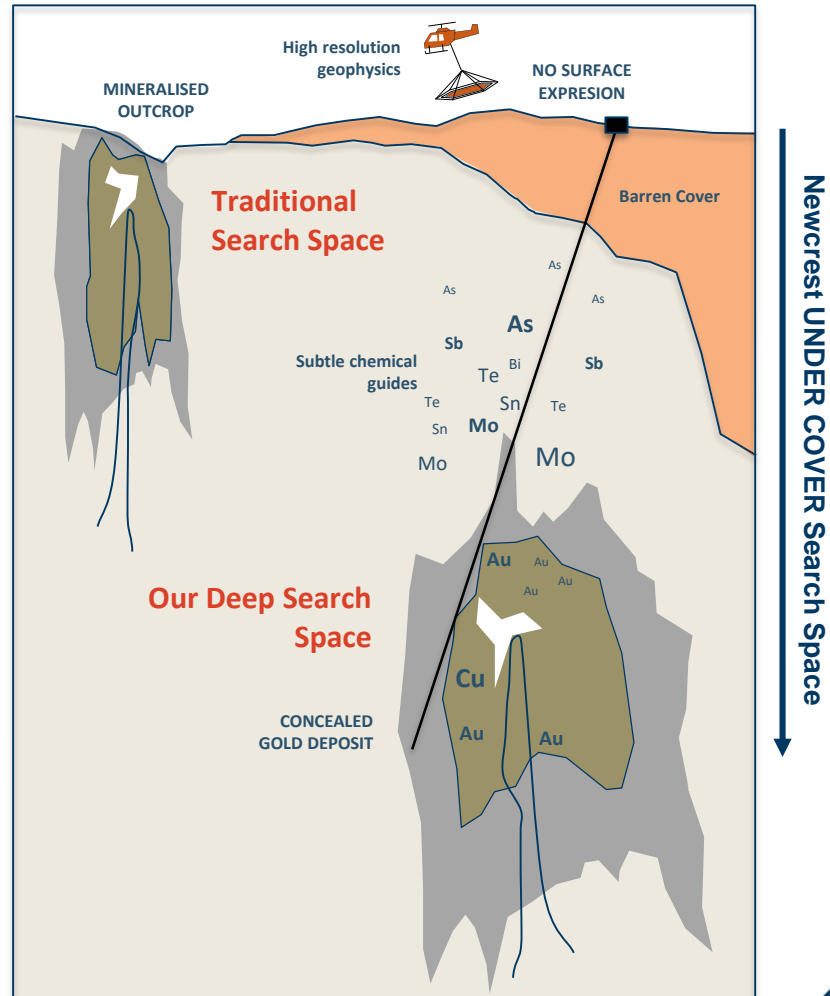 High resolution
geophysics
MINERALISED
OUTCROP
NO SURFACE
EXPRESION
Traditional
Search Space
Barren Cover
As
As
As
As
Sb
Subtle chemical
guides
Bi
Sb
Te
Te
Sn
Te
Sn
Mo
Mo
Mo
Our Deep Search
Space
Au
Au
Au
Au
Cu
CONCEALED
GOLD DEPOSIT
Au
Au
Newcrest UNDER COVER Search Space